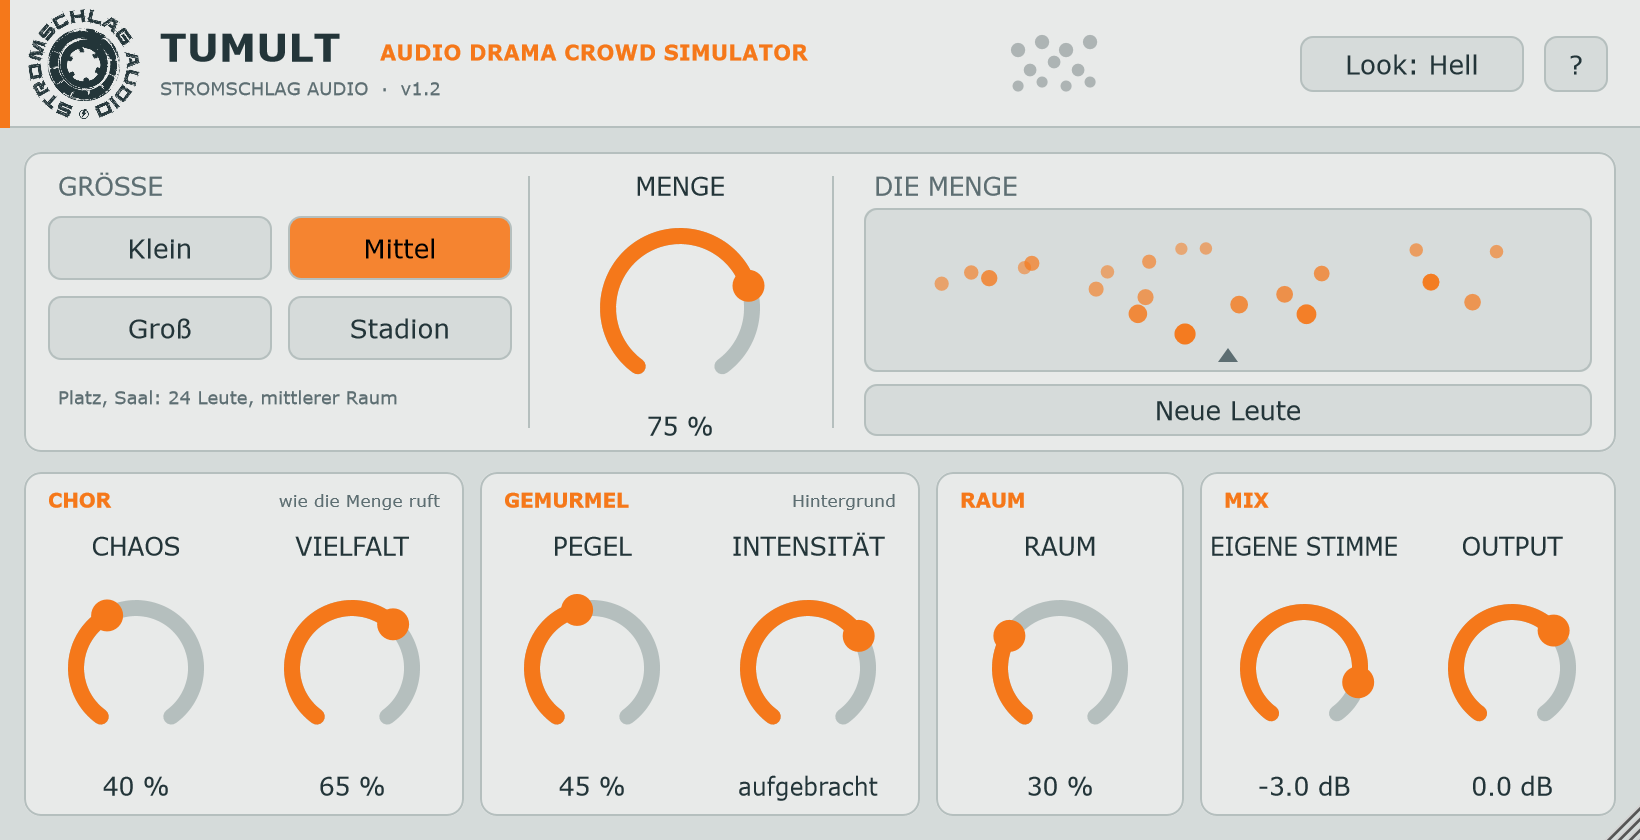 STROMSCHLAG AUDIO
TUMULT
AUDIO DRAMA CROWD SIMULATOR
STROMSCHLAG AUDIO · v1.2
Look: Hell
?
GRÖSSE
Klein
Mittel
Groß
Stadion
Platz, Saal: 24 Leute, mittlerer Raum
MENGE
75 %
DIE MENGE
Neue Leute
CHOR
wie die Menge ruft
CHAOS
VIELFALT
40 %
65 %
GEMURMEL
Hintergrund
PEGEL
INTENSITÄT
45 %
aufgebracht
RAUM
RAUM
30 %
MIX
EIGENE STIMME
OUTPUT
-3.0 dB
0.0 dB